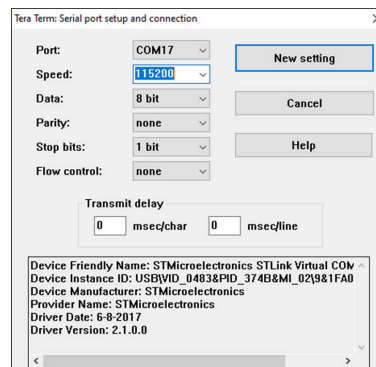 Tera Term: Serial port setup and connection
Port: COM17
New setting
Speed: 115200
Data: 8 bit
Cancel
Parity: none
Stop bits: 1 bit
Help
Flow control: none
Transmit delay
0 msec/char 0 msec/line
Device Friendly Name: STMicroelectronics STLink Virtual COM
Device Instance ID: USB\VID_0483&PID_374B&MI_02\9&1FA0
Device Manufacturer: STMicroelectronics
Provider Name: STMicroelectronics
Driver Date: 6-8-2017
Driver Version: 2.1.0.0